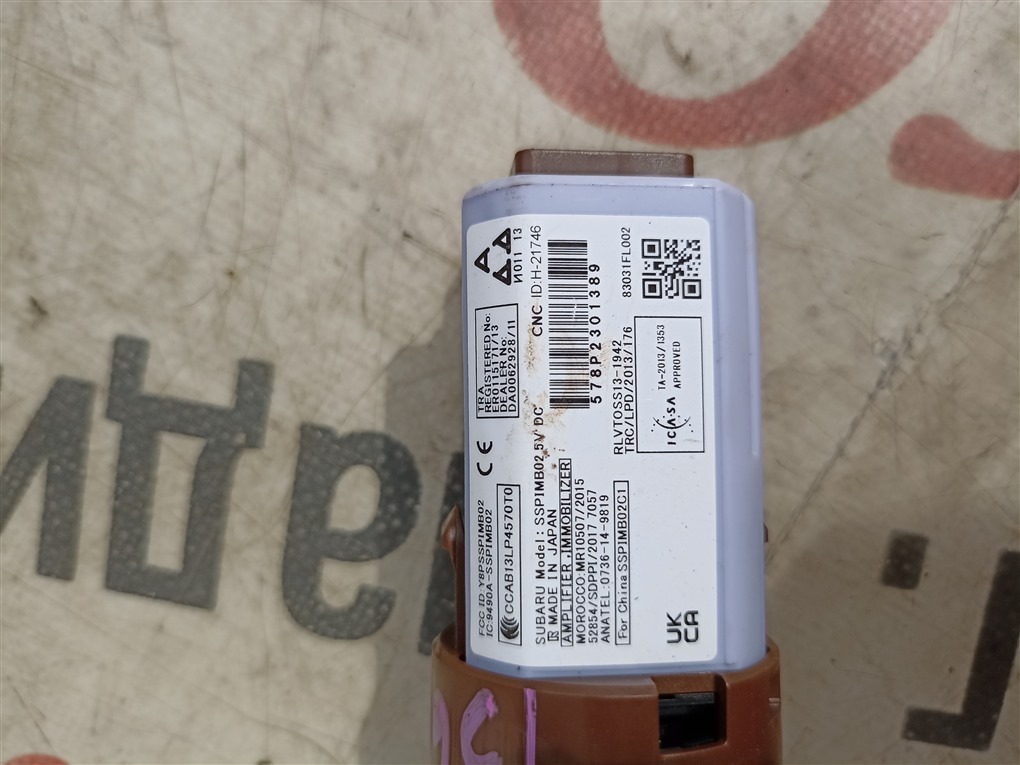 FCC ID:Y8PSSPIMB02
IC:9490A-SSPIMB02
CCAB13LP4570T0
CE
TRA
REGISTERED No:
ER0115171/13
DEALER No:
DA0062928/11
И011 13
SUBARU Model: SSPIMB02 5V DC
CNC ID:H-21746
R MADE IN JAPAN
AMPLIFIER,IMMOBILIZER
MOROCCO:MR10507/2015
52854/SDPPI/2017 7057
ANATEL:0736-14-9819
578P2301389
For China SSPIMB02C1
RLVTOSS13-1942
TRC/LPD/2013/176
83031FL002
ICASA
TA-2013/1353
APPROVED
UK
CA